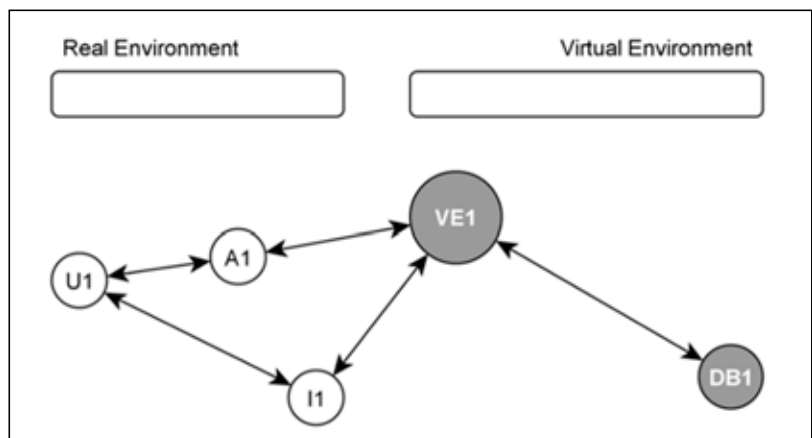 Real Environment
Virtual Environment
VE1
A1
U1
I1
DB1